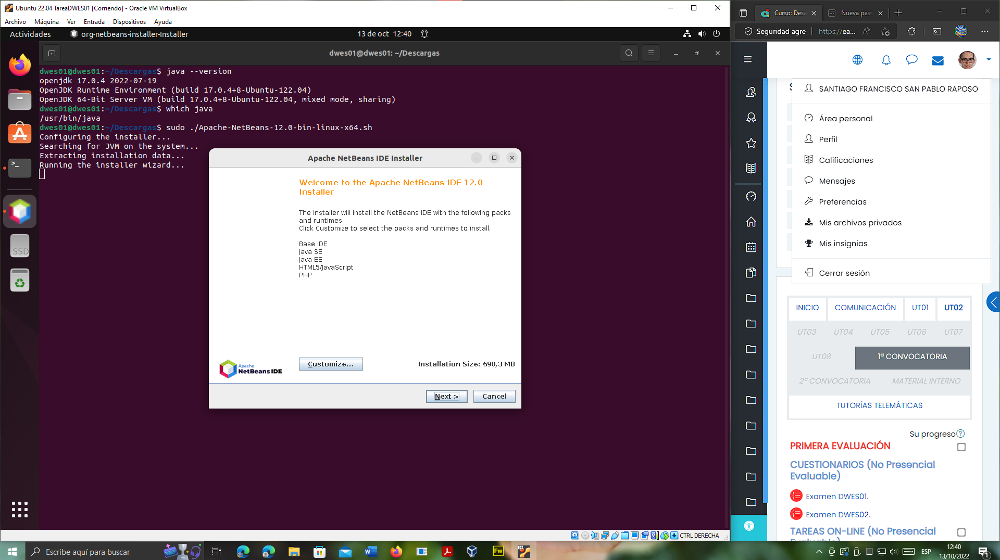 Ubuntu 22.04 TareaDWES01 [Corriendo] - Oracle VM VirtualBox
Archivo Máquina Ver Entrada Dispositivos Ayuda
Actividades org-netbeans-installer-Installer 13 de oct 12:40
dwes01@dwes01: ~/Descargas
dwes01@dwes01:~/Descargas$ java --version
openjdk 17.0.4 2022-07-19
OpenJDK Runtime Environment (build 17.0.4+8-Ubuntu-122.04)
OpenJDK 64-Bit Server VM (build 17.0.4+8-Ubuntu-122.04, mixed mode, sharing)
dwes01@dwes01:~/Descargas$ which java
/usr/bin/java
dwes01@dwes01:~/Descargas$ sudo ./Apache-NetBeans-12.0-bin-linux-x64.sh
Configuring the installer...
Searching for JVM on the system...
Extracting installation data...
Running the installer wizard...
SSD
Apache NetBeans IDE Installer
Welcome to the Apache NetBeans IDE 12.0
Installer
The installer will install the NetBeans IDE with the following packs
and runtimes.
Click Customize to select the packs and runtimes to install.
Base IDE
Java SE
Java EE
HTML5/JavaScript
PHP
Customize...
Installation Size: 690,3 MB
Apache
NetBeans IDE
Next >
Cancel
CTRL DERECHA
Curso: Desa
Nueva pest
Seguridad agre
https://ea...
SANTIAGO FRANCISCO SAN PABLO RAPOSO
Área personal
Perfil
Calificaciones
Mensajes
Preferencias
Mis archivos privados
Mis insignias
Cerrar sesión
INICIO COMUNICACIÓN UT01 UT02
UT03 UT04 UT05 UT06 UT07
UT08 1ª CONVOCATORIA
2ª CONVOCATORIA MATERIAL INTERNO
TUTORÍAS TELEMÁTICAS
Su progreso
PRIMERA EVALUACIÓN
CUESTIONARIOS (No Presencial
Evaluable)
Examen DWES01.
Examen DWES02.
TAREAS ON-LINE (No Presencial
Evaluable)
Escribe aquí para buscar
Fw
64
ESP
12:40
13/10/2022
1